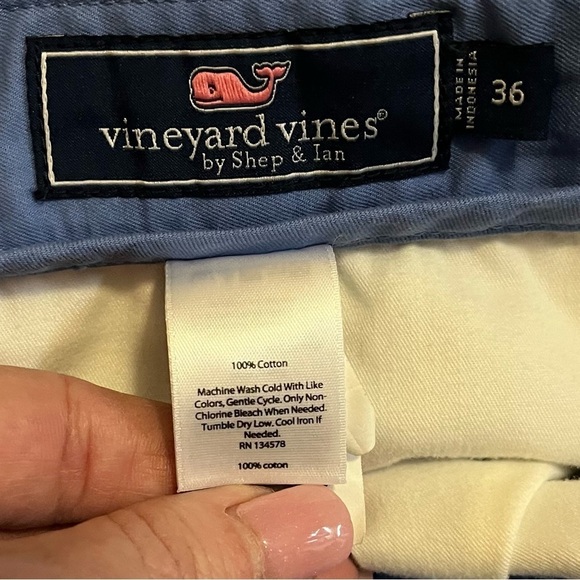 vineyard vines®
by Shep & Ian
MADE IN
INDONESIA
36
100% Cotton
Machine Wash Cold With Like
Colors, Gentle Cycle. Only Non-
Chlorine Bleach When Needed.
Tumble Dry Low. Cool Iron If
Needed.
RN 134578
100% coton